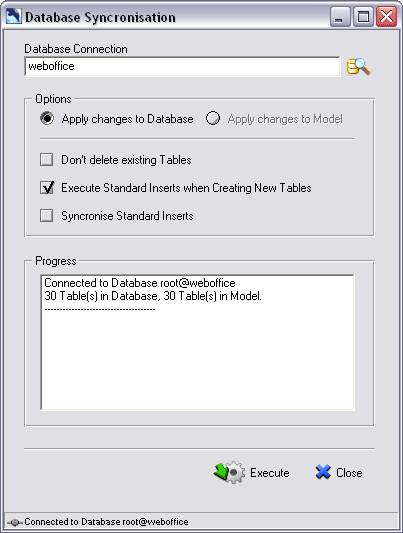 Database Syncronisation
Database Connection
weboffice
Options
Apply changes to Database Apply changes to Model
Don't delete existing Tables
Execute Standard Inserts when Creating New Tables
Syncronise Standard Inserts
Progress
Connected to Database root@weboffice
30 Table(s) in Database, 30 Table(s) in Model.
-------------------------------------
Execute Close
Connected to Database root@weboffice